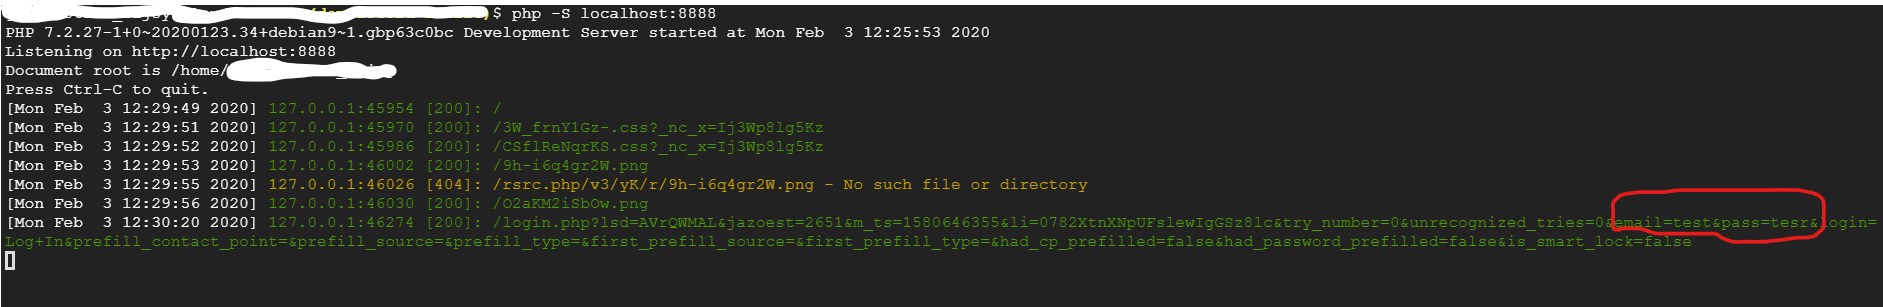 $ php -S localhost:8888
PHP 7.2.27-1+0~20200123.34+debian9~1.gbp63c0bc Development Server started at Mon Feb  3 12:25:53 2020
Listening on http://localhost:8888
Document root is /home/
Press Ctrl-C to quit.
[Mon Feb  3 12:29:49 2020] 127.0.0.1:45954 [200]: /
[Mon Feb  3 12:29:51 2020] 127.0.0.1:45970 [200]: /3W_frnY1Gz-.css?_nc_x=Ij3Wp8lg5Kz
[Mon Feb  3 12:29:52 2020] 127.0.0.1:45986 [200]: /CSflReNqrKS.css?_nc_x=Ij3Wp8lg5Kz
[Mon Feb  3 12:29:53 2020] 127.0.0.1:46002 [200]: /9h-i6q4gr2W.png
[Mon Feb  3 12:29:55 2020] 127.0.0.1:46026 [404]: /rsrc.php/v3/yK/r/9h-i6q4gr2W.png - No such file or directory
[Mon Feb  3 12:29:56 2020] 127.0.0.1:46030 [200]: /O2aKM2iSbOw.png
[Mon Feb  3 12:30:20 2020] 127.0.0.1:46274 [200]: /login.php?lsd=AVrQWMAL&jazoest=2651&m_ts=1580646355&li=0782XtnXNpUFslewIgGSz8lc&try_number=0&unrecognized_tries=0&email=test&pass=tesr&login=
Log+In&prefill_contact_point=&prefill_source=&prefill_type=&first_prefill_source=&first_prefill_type=&had_cp_prefilled=false&had_password_prefilled=false&is_smart_lock=false